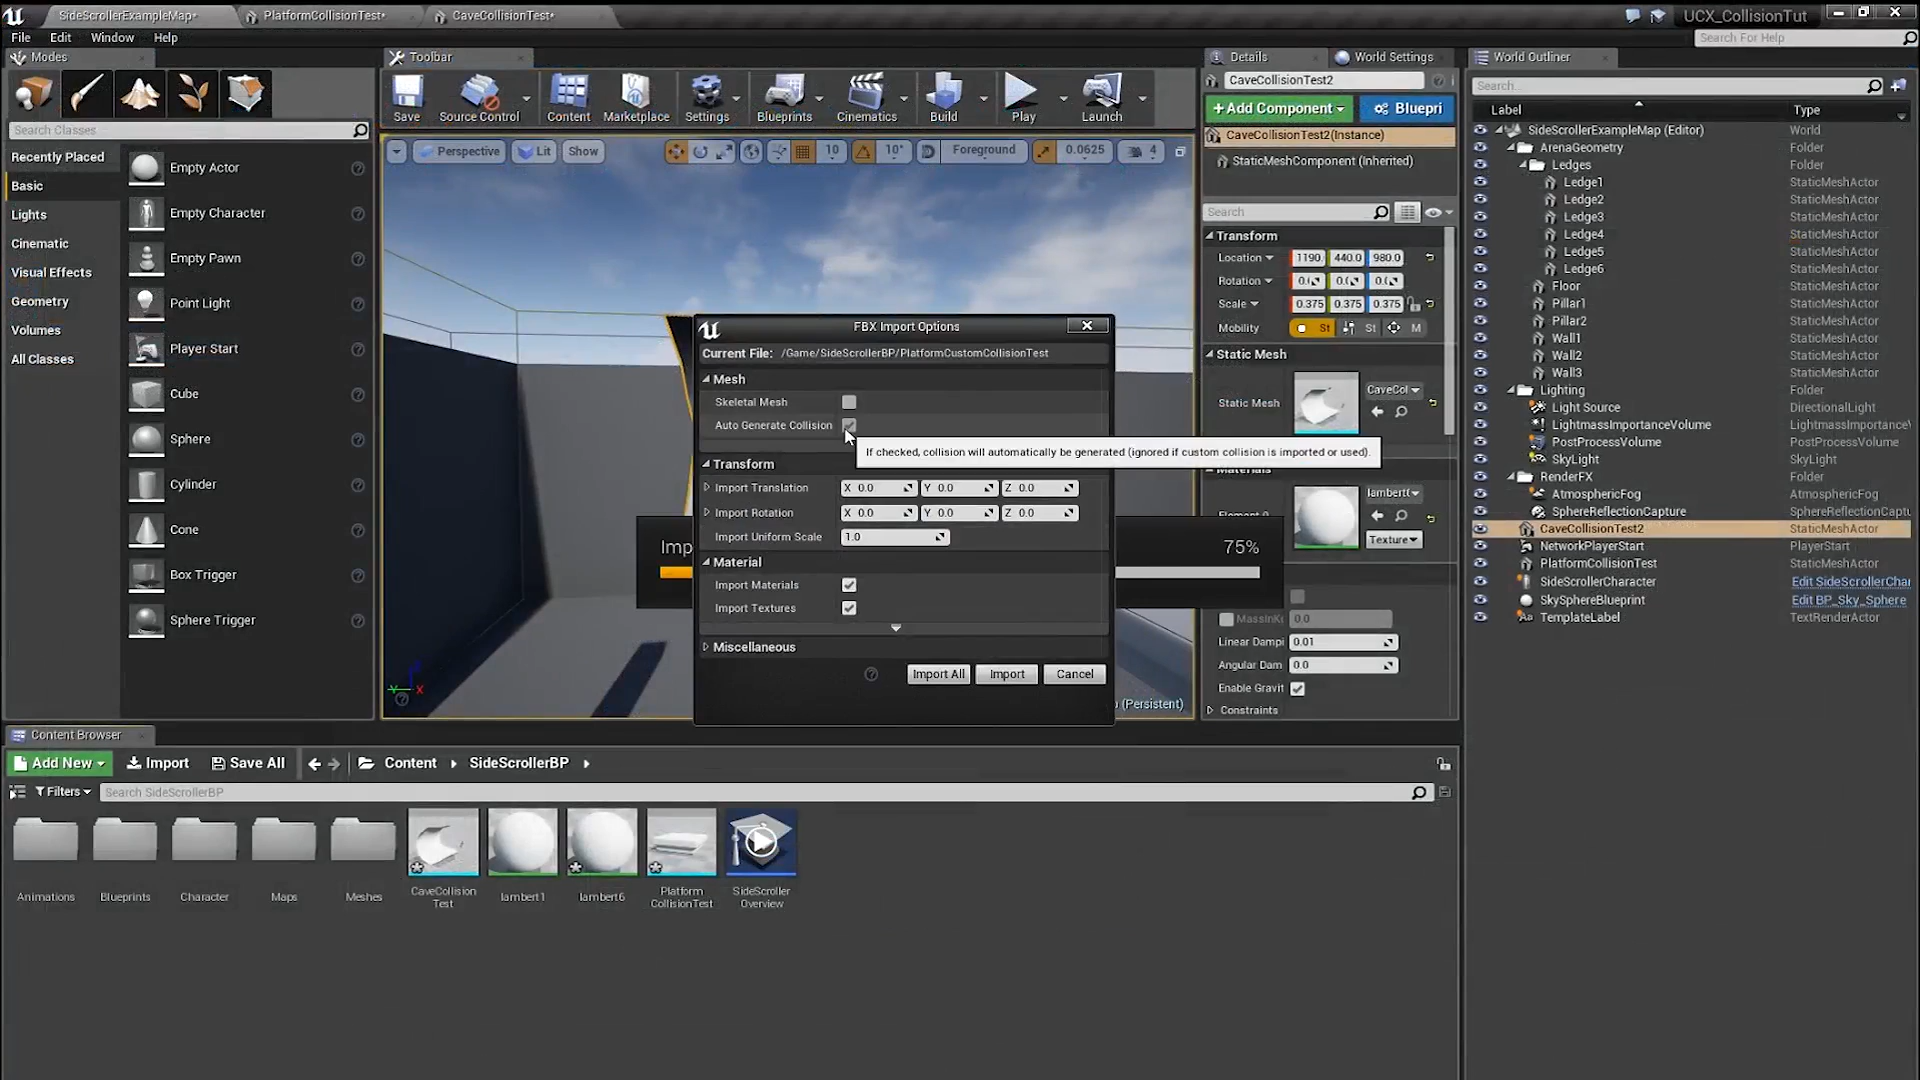 SideScrollerExampleMap*
PlatformCollisionTest*
CaveCollisionTest*
UCX_CollisionTut
File Edit Window Help
Search For Help
Modes
Toolbar
Details
World Settings
World Outliner
Save
Source Control
Content
Marketplace
Settings
Blueprints
Cinematics
Build
Play
Launch
CaveCollisionTest2
+Add Component
Bluepri
CaveCollisionTest2(Instance)
StaticMeshComponent (Inherited)
Search
Label Type
Search Classes
Recently Placed
Basic
Lights
Cinematic
Visual Effects
Geometry
Volumes
All Classes
Empty Actor
Empty Character
Empty Pawn
Point Light
Player Start
Cube
Sphere
Cylinder
Cone
Box Trigger
Sphere Trigger
Perspective Lit Show 10 10° Foreground 0.0625 4
Search
Transform
Location 1190. 440.0 980.0
Rotation
Scale 0.375 0.375 0.375
Mobility St St M
Static Mesh
Static Mesh CaveCol
lambert
Texture
0.0
Linear Dampi 0.01
Angular Dam 0.0
Enable Gravit
Constraints
FBX Import Options
Current File: /Game/SideScrollerBP/PlatformCustomCollisionTest
Mesh
Skeletal Mesh
Auto Generate Collision
If checked, collision will automatically be generated (ignored if custom collision is imported or used).
Transform
Import Translation X 0.0 Y 0.0 Z 0.0
Import Rotation X 0.0 Y 0.0 Z 0.0
Import Uniform Scale 1.0
Material
Import Materials
Import Textures
Miscellaneous
Import All Import Cancel
Imp
75%
(Persistent)
SideScrollerExampleMap (Editor) World
ArenaGeometry Folder
Ledges Folder
Ledge1 StaticMeshActor
Ledge2 StaticMeshActor
Ledge3 StaticMeshActor
Ledge4 StaticMeshActor
Ledge5 StaticMeshActor
Ledge6 StaticMeshActor
Floor StaticMeshActor
Pillar1 StaticMeshActor
Pillar2 StaticMeshActor
Wall1 StaticMeshActor
Wall2 StaticMeshActor
Wall3 StaticMeshActor
Lighting Folder
Light Source DirectionalLight
LightmassImportanceVolume LightmassImportanceV
PostProcessVolume PostProcessVolume
SkyLight SkyLight
RenderFX Folder
AtmosphericFog AtmosphericFog
SphereReflectionCapture SphereReflectionCaptu
CaveCollisionTest2 StaticMeshActor
NetworkPlayerStart PlayerStart
PlatformCollisionTest StaticMeshActor
SideScrollerCharacter Edit SideScrollerChar
SkySphereBlueprint Edit BP_Sky_Sphere
TemplateLabel TextRenderActor
Content Browser
Add New Import Save All Content SideScrollerBP
Filters Search SideScrollerBP
Animations
Blueprints
Character
Maps
Meshes
CaveCollision
Test
lambert1
lambert6
Platform
CollisionTest
SideScroller
Overview